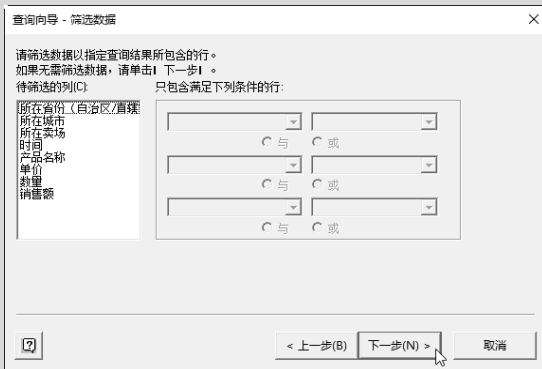 查询向导 - 筛选数据
请筛选数据以指定查询结果所包含的行。
如果无需筛选数据，请单击I 下一步I 。
待筛选的列(C): 只包含满足下列条件的行:
所在省份（自治区/直辖
所在城市
所在卖场
时间
产品名称
单价
数量
销售额
与 或
与 或
与 或
< 上一步(B) 下一步(N) > 取消